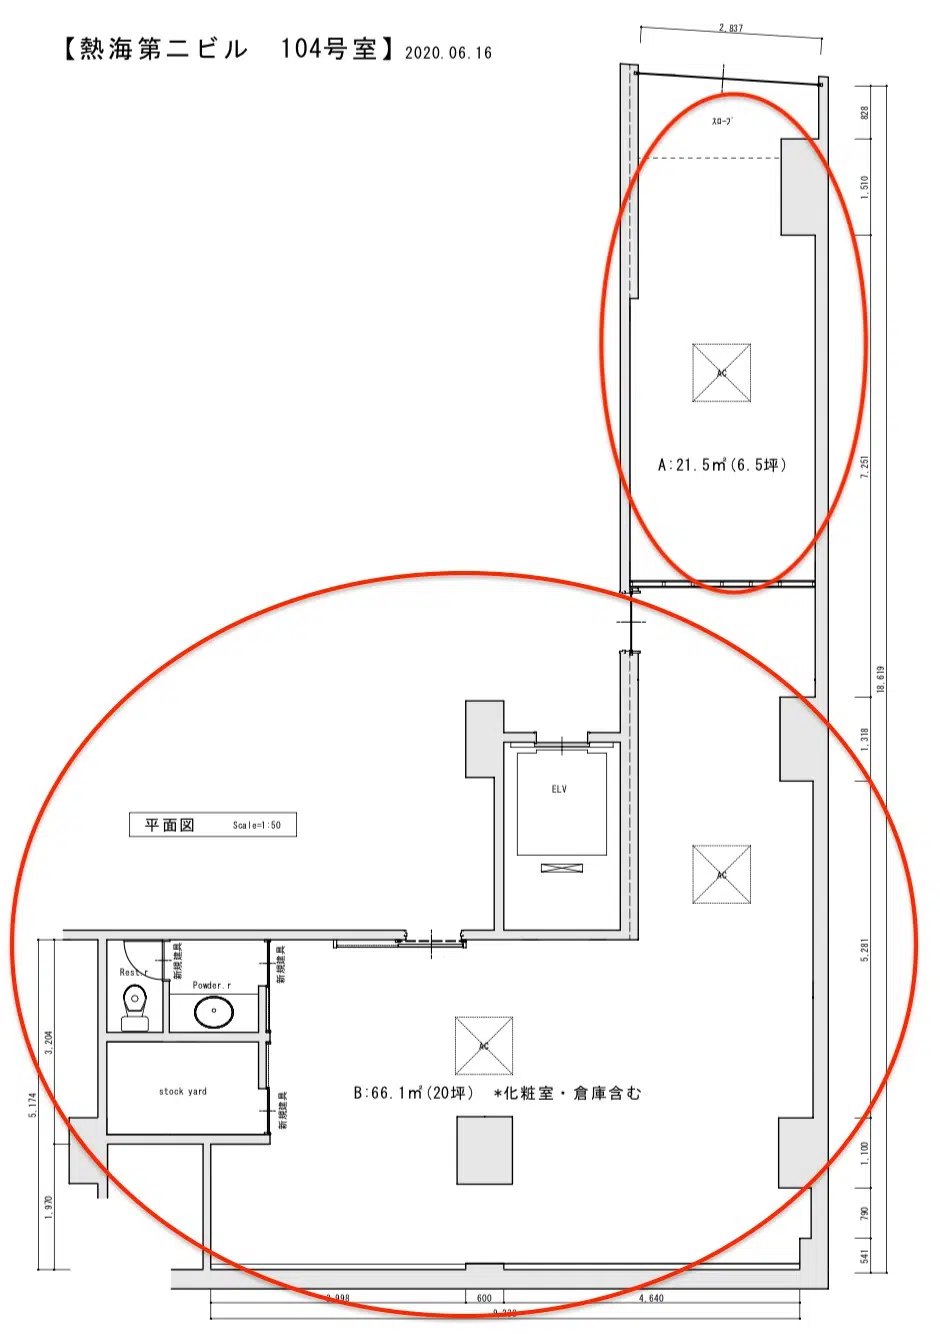 【熱海第二ビル 104号室】2020.06.16
2,837
スロープ
828
1,510
AC
A:21.5㎡(6.5坪)
7,251
18,619
1,318
ELV
平面図 Scale=1:50
AC
5,281
新規建具
新規建具
Rest.r
Powder.r
3,204
AC
stock yard
B:66.1㎡(20坪) *化粧室・倉庫含む
新規建具
5,174
1,100
1,970
790
541
600
4,640